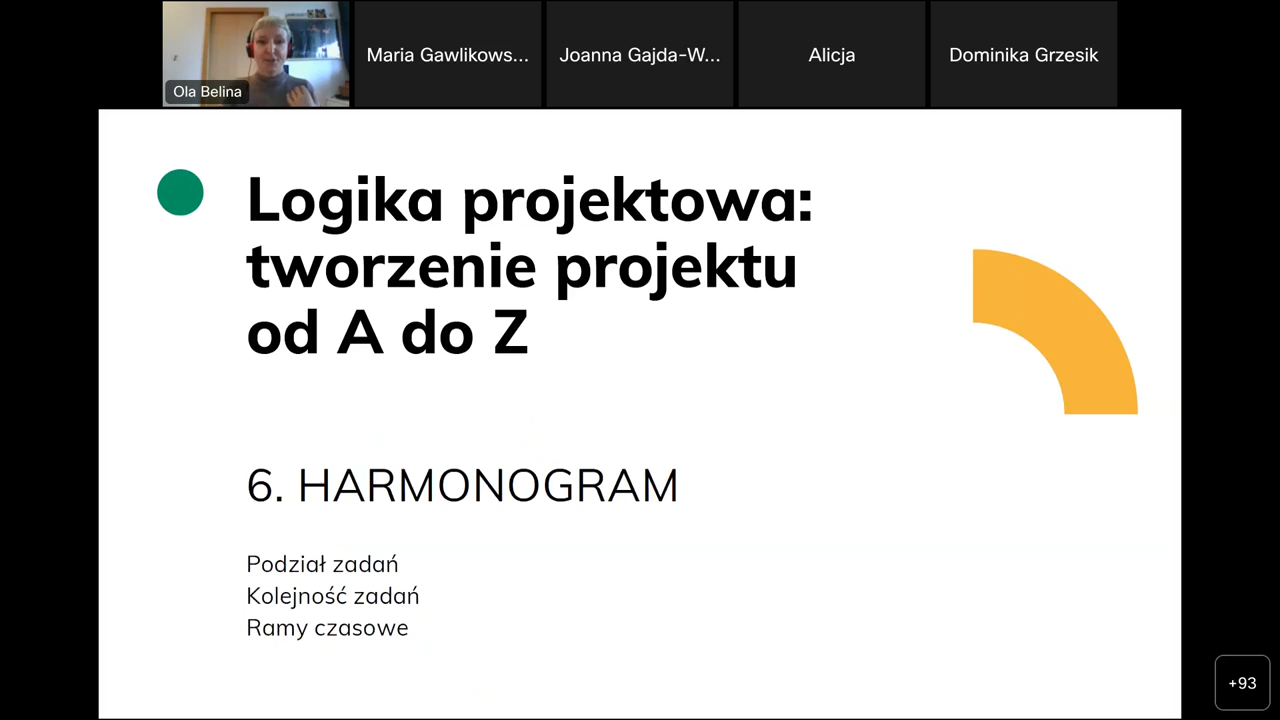 Ola Belina
Maria Gawlikows...
Joanna Gajda-W...
Alicja
Dominika Grzesik
Logika projektowa:
tworzenie projektu
od A do Z
6. HARMONOGRAM
Podział zadań
Kolejność zadań
Ramy czasowe
+93